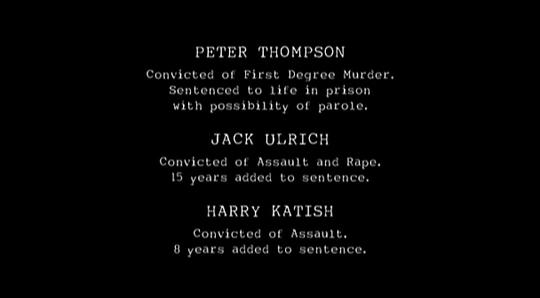 PETER THOMPSON
Convicted of First Degree Murder.
Sentenced to life in prison
with possibility of parole.
JACK ULRICH
Convicted of Assault and Rape.
15 years added to sentence.
HARRY KATISH
Convicted of Assault.
8 years added to sentence.